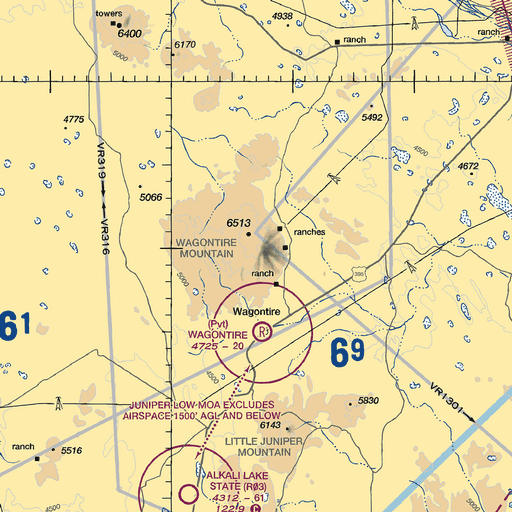 towers
6400
4938
6170
ranch
ranch
5000
5492
4775
4500
4672
VR319
5066
6513
ranches
VR316
WAGONTIRE
MOUNTAIN
ranch
395
5000
Wagontire
(Pvt)
WAGONTIRE
4725 - 20
R
6¹
6⁹
4500
VR1301
JUNIPER LOW MOA EXCLUDES
AIRSPACE 1500' AGL AND BELOW
5830
6143
LITTLE JUNIPER
MOUNTAIN
ranch
5516
ALKALI LAKE
STATE (R03)
4312 - 61
122.9 C